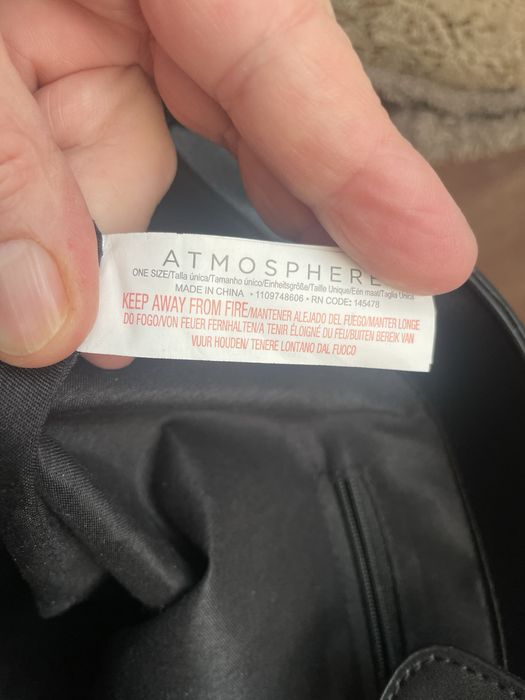 ATMOSPHERE
ONE SIZE/Talla única/Tamanho único/Einheitsgröße/Taille Unique/Eén maat/Taglia Unica
MADE IN CHINA • 1109748606 • RN CODE: 145478
KEEP AWAY FROM FIRE/MANTENER ALEJADO DEL FUEGO/MANTER LONGE
DO FOGO/VON FEUER FERNHALTEN/A TENIR ÉLOIGNÉ DU FEU/BUITEN BEREIK VAN
VUUR HOUDEN/ TENERE LONTANO DAL FUOCO